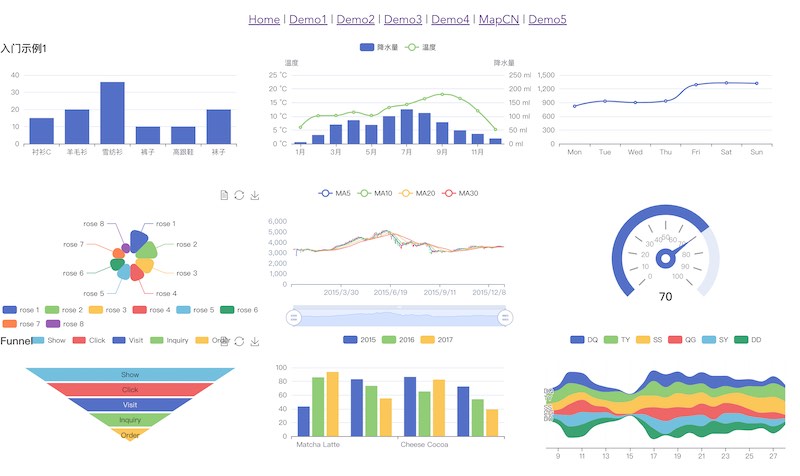 Home | Demo1 | Demo2 | Demo3 | Demo4 | MapCN | Demo5
入门示例1
40
30
20
10
0
衬衫C 羊毛衫 雪纺衫 裤子 高跟鞋 袜子
降水量 温度
温度 降水量
25 °C 250 ml
20 °C 200 ml
15 °C 150 ml
10 °C 100 ml
5 °C 50 ml
0 °C 0 ml
1月 3月 5月 7月 9月 11月
1,500
1,200
900
600
300
0
Mon Tue Wed Thu Fri Sat Sun
rose 8 rose 1
rose 7 rose 2
rose 6 rose 3
rose 5 rose 4
rose 1 rose 2 rose 3 rose 4 rose 5 rose 6
rose 7 rose 8
MA5 MA10 MA20 MA30
6,000
5,000
4,000
3,000
2,000
1,000
0
2015/3/30 2015/6/19 2015/9/11 2015/12/8
0 10 20 30 40 50 60 70 80 90 100
70
Funnel
Show Click Visit Inquiry Order
Show
Click
Visit
Inquiry
Order
2015 2016 2017
100
80
60
40
20
0
Matcha Latte Cheese Cocoa
DQ TY SS QG SY DD
9 11 13 15 17 19 21 23 25 27